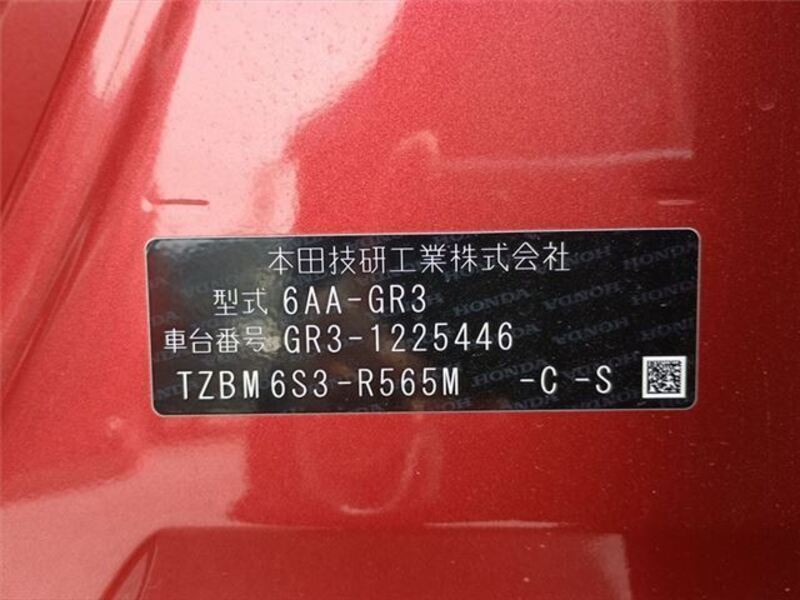 本田技研工業株式会社
型式 6AA-GR3
車台番号 GR3-1225446
TZBM6S3-R565M -C -S